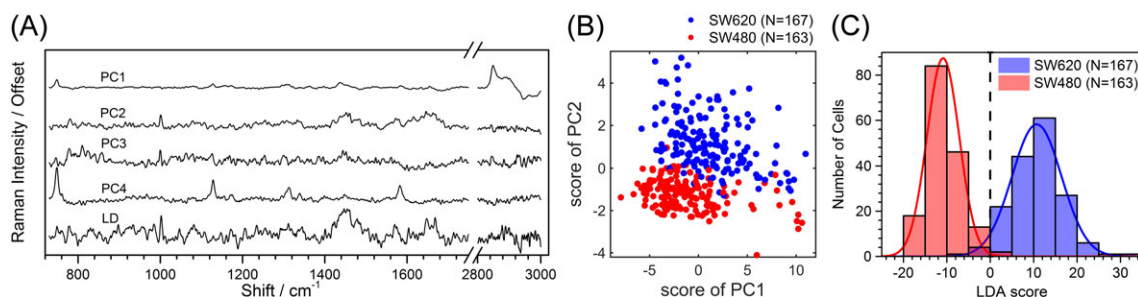 (A)
Raman Intensity / Offset
PC1
PC2
PC3
PC4
LD
1000
1200
1400
1600
2800
3000
Shift / cm-1
(B)
SW620 (N=167)
SW480 (N=163)
score of PC2
4
2
0
-2
-4
-5
0
5
10
score of PC1
(C)
SW620 (N=167)
SW480 (N=163)
Number of Cells
80
60
40
20
0
-20
-10
0
10
20
30
LDA score